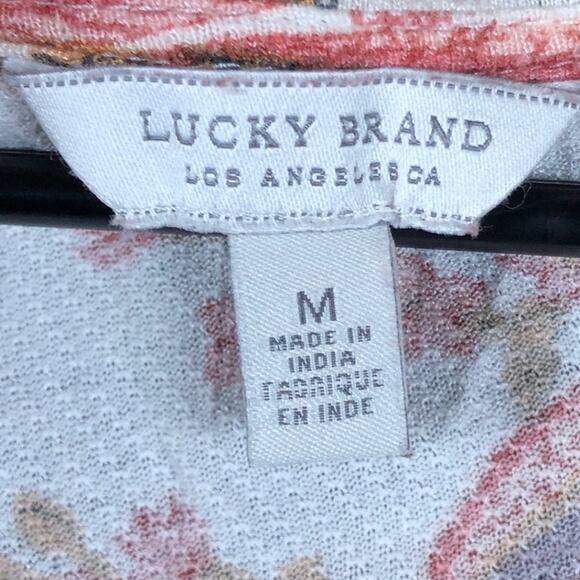 LUCKY BRAND
LOS ANGELES CA
M
MADE IN
INDIA
FABRIQUE
EN INDE